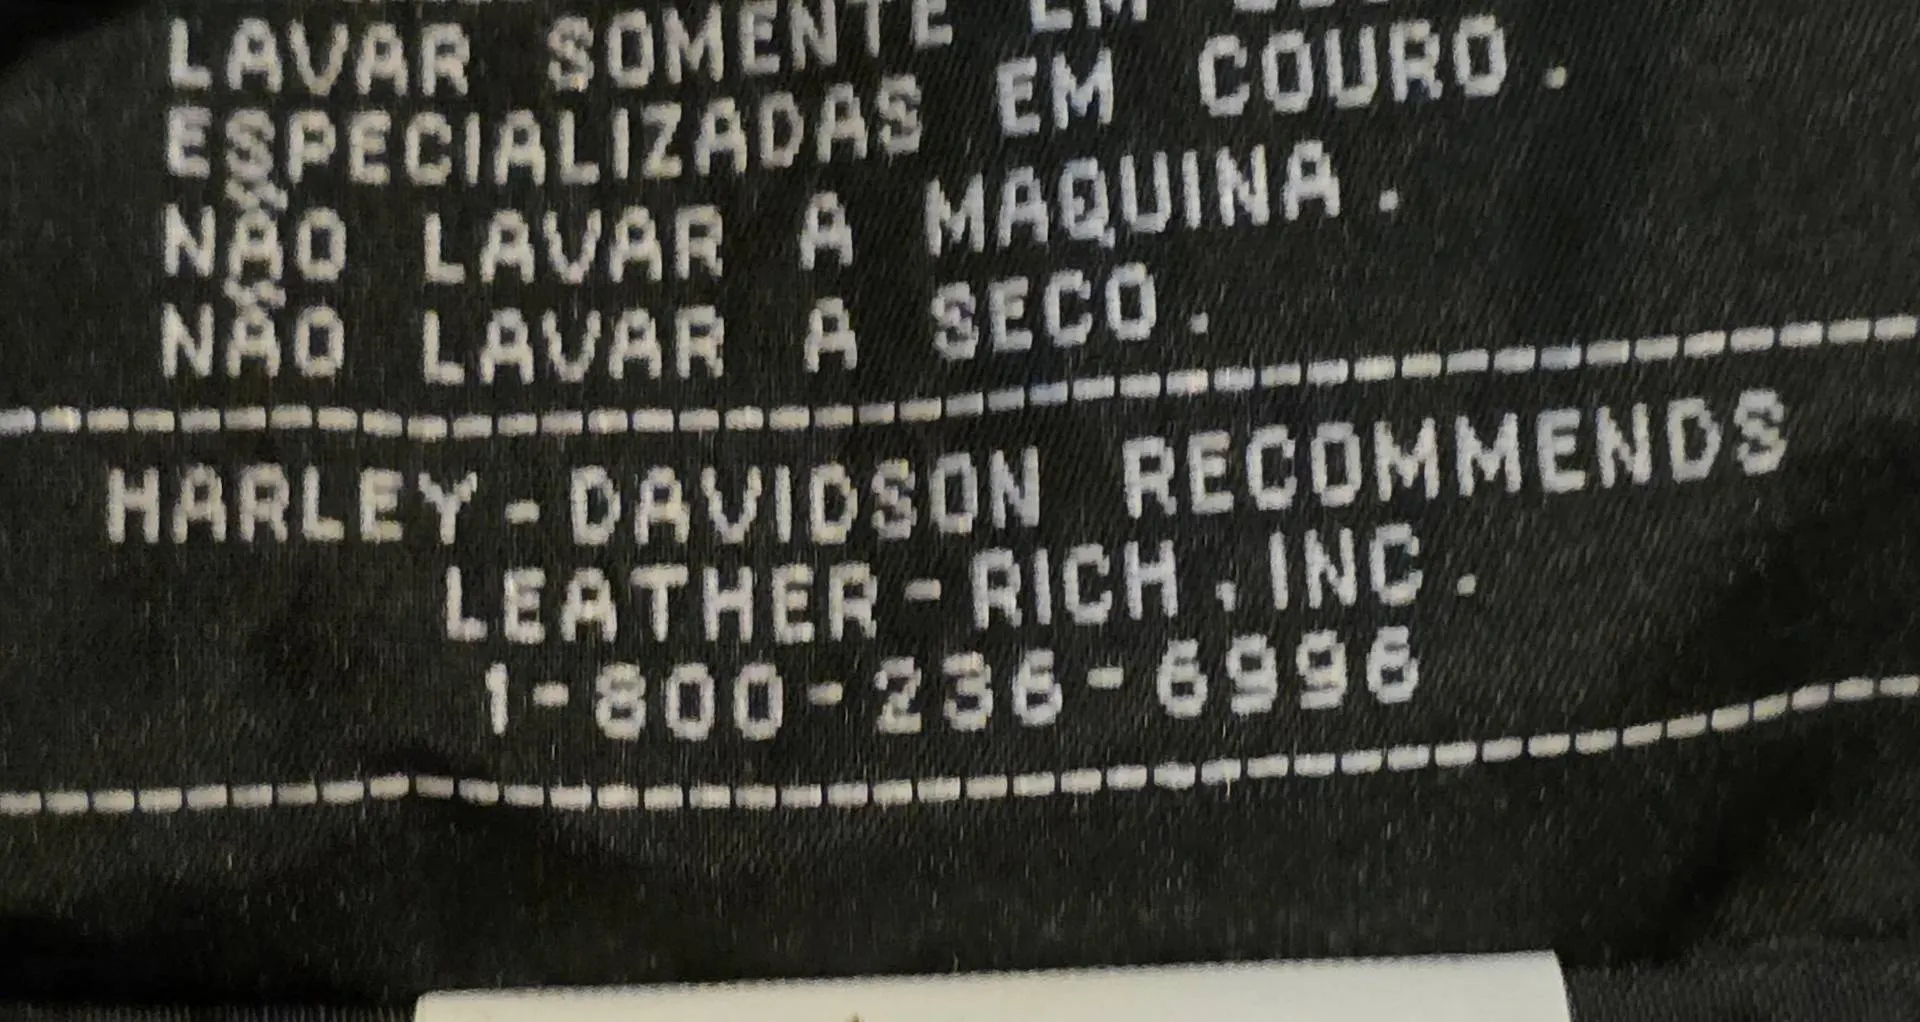 LAVAR SOMENTE EM
ESPECIALIZADAS EM COURO.
NÃO LAVAR A MAQUINA.
NÃO LAVAR A SECO.
HARLEY-DAVIDSON RECOMMENDS
LEATHER-RICH,INC.
1-800-236-6996